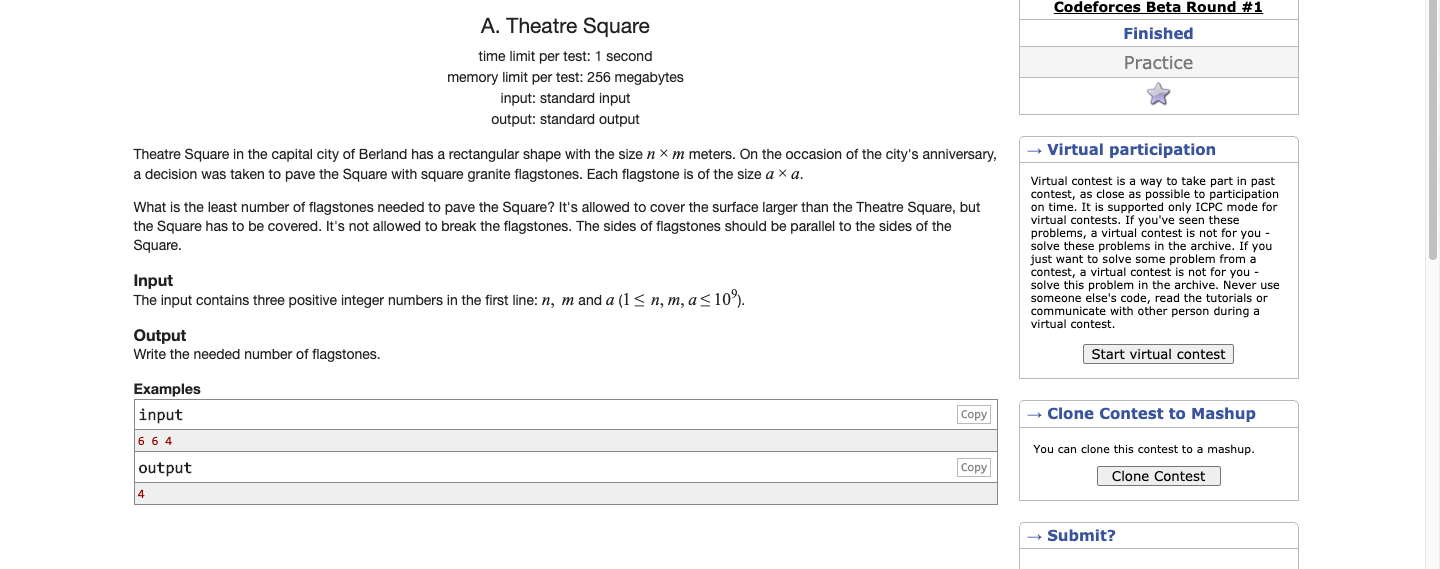 A. Theatre Square
time limit per test: 1 second
memory limit per test: 256 megabytes
input: standard input
output: standard output
Theatre Square in the capital city of Berland has a rectangular shape with the size n × m meters. On the occasion of the city's anniversary,
a decision was taken to pave the Square with square granite flagstones. Each flagstone is of the size a × a.
What is the least number of flagstones needed to pave the Square? It's allowed to cover the surface larger than the Theatre Square, but
the Square has to be covered. It's not allowed to break the flagstones. The sides of flagstones should be parallel to the sides of the
Square.
Input
The input contains three positive integer numbers in the first line: n, m and a (1 ≤ n, m, a ≤ 10⁹).
Output
Write the needed number of flagstones.
Examples
input
Copy
6 6 4
output
Copy
4
Codeforces Beta Round #1
Finished
Practice
→ Virtual participation
Virtual contest is a way to take part in past
contest, as close as possible to participation
on time. It is supported only ICPC mode for
virtual contests. If you've seen these
problems, a virtual contest is not for you -
solve these problems in the archive. If you
just want to solve some problem from a
contest, a virtual contest is not for you -
solve this problem in the archive. Never use
someone else's code, read the tutorials or
communicate with other person during a
virtual contest.
Start virtual contest
→ Clone Contest to Mashup
You can clone this contest to a mashup.
Clone Contest
→ Submit?